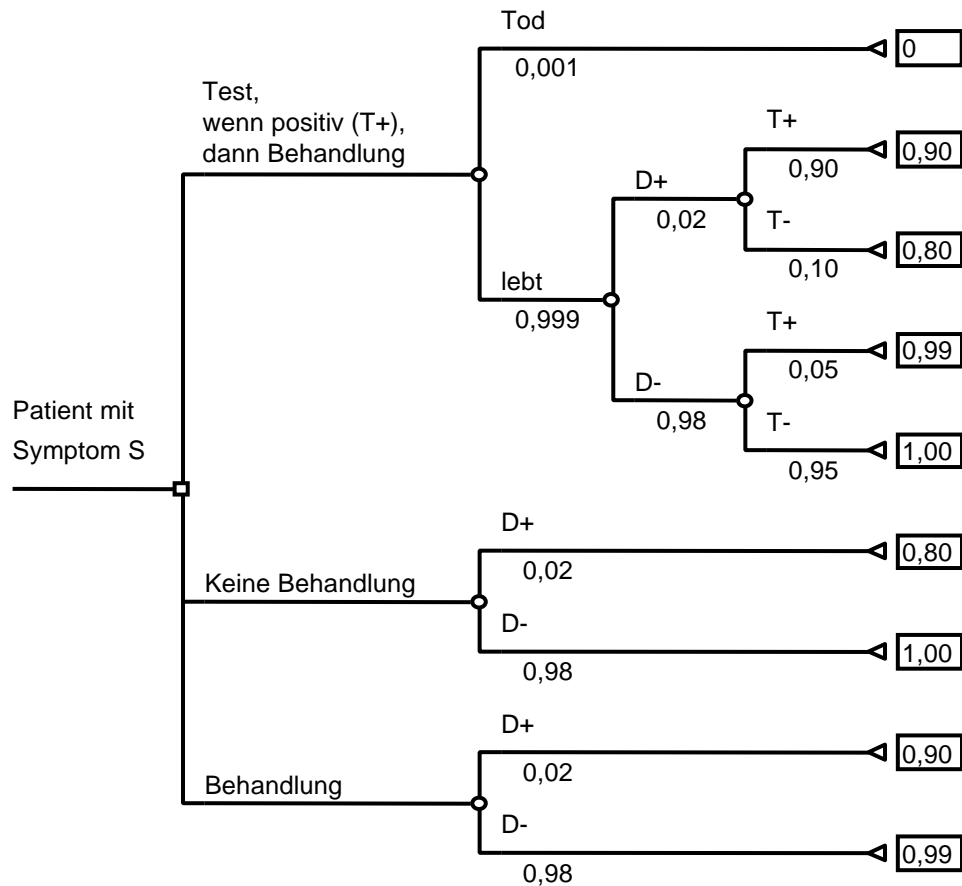 Tod
0,001
0
Test,
wenn positiv (T+),
dann Behandlung
T+
0,90
0,90
D+
0,02
T-
0,10
0,80
lebt
0,999
T+
0,05
0,99
D-
0,98
T-
0,95
1,00
Patient mit
Symptom S
D+
0,02
0,80
Keine Behandlung
D-
0,98
1,00
D+
0,02
0,90
Behandlung
D-
0,98
0,99